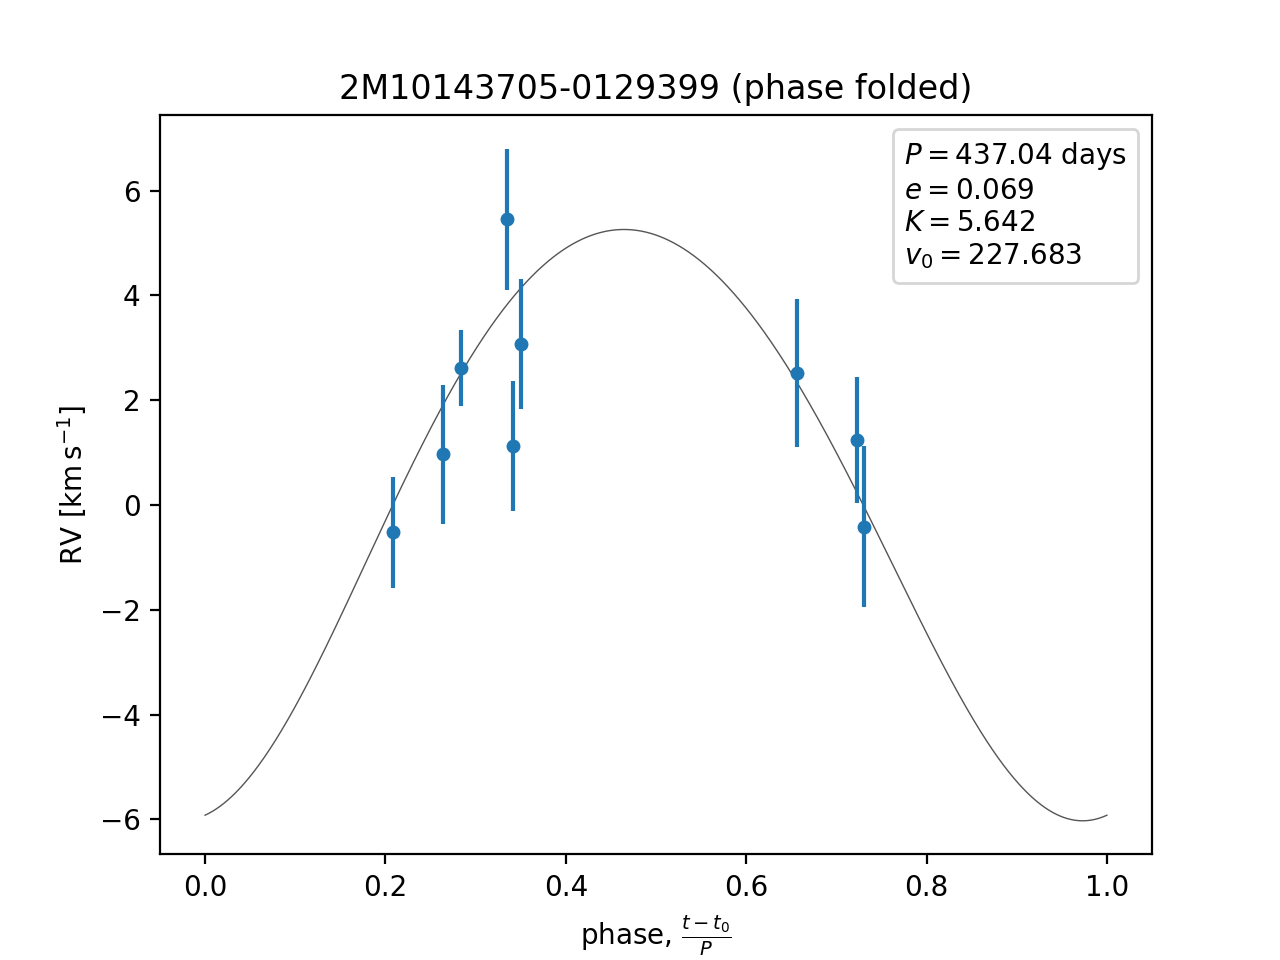 2M10143705-0129399 (phase folded)
P = 437.04 days
e = 0.069
K = 5.642
v₀ = 227.683
6
4
2
0
−2
−4
−6
RV [km s⁻¹]
0.0 0.2 0.4 0.6 0.8 1.0
phase, (t − t₀)/P